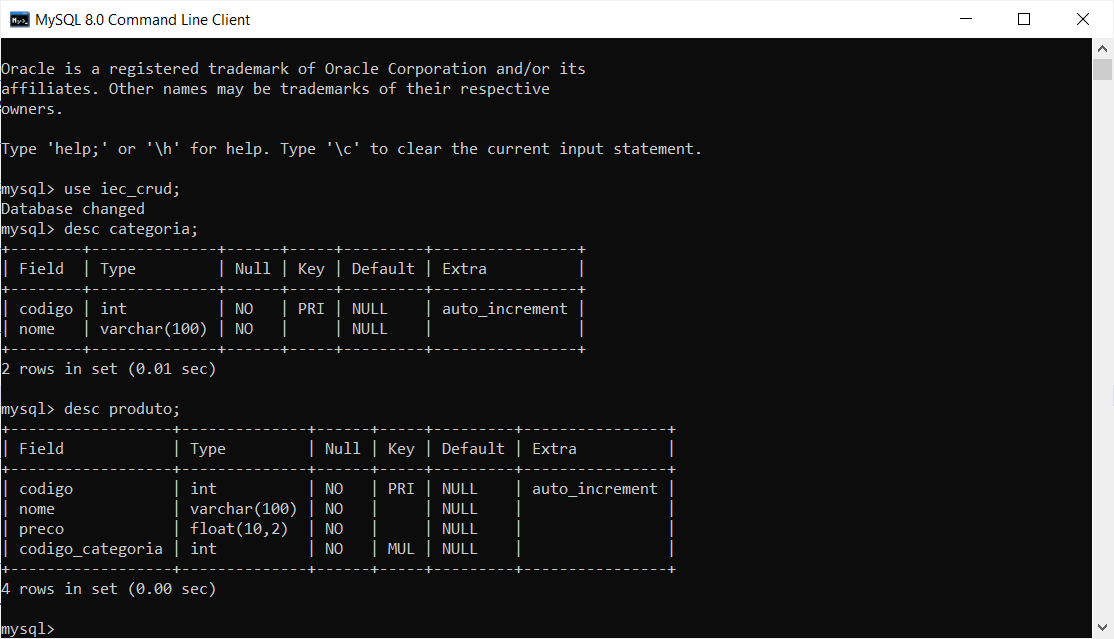 MySQL 8.0 Command Line Client
Oracle is a registered trademark of Oracle Corporation and/or its
affiliates. Other names may be trademarks of their respective
owners.
Type 'help;' or '\h' for help. Type '\c' to clear the current input statement.
mysql> use iec_crud;
Database changed
mysql> desc categoria;
+--------+--------------+------+-----+---------+----------------+
| Field  | Type         | Null | Key | Default | Extra          |
+--------+--------------+------+-----+---------+----------------+
| codigo | int          | NO   | PRI | NULL    | auto_increment |
| nome   | varchar(100) | NO   |     | NULL    |                |
+--------+--------------+------+-----+---------+----------------+
2 rows in set (0.01 sec)
mysql> desc produto;
+------------------+--------------+------+-----+---------+----------------+
| Field            | Type         | Null | Key | Default | Extra          |
+------------------+--------------+------+-----+---------+----------------+
| codigo           | int          | NO   | PRI | NULL    | auto_increment |
| nome             | varchar(100) | NO   |     | NULL    |                |
| preco            | float(10,2)  | NO   |     | NULL    |                |
| codigo_categoria | int          | NO   | MUL | NULL    |                |
+------------------+--------------+------+-----+---------+----------------+
4 rows in set (0.00 sec)
mysql>